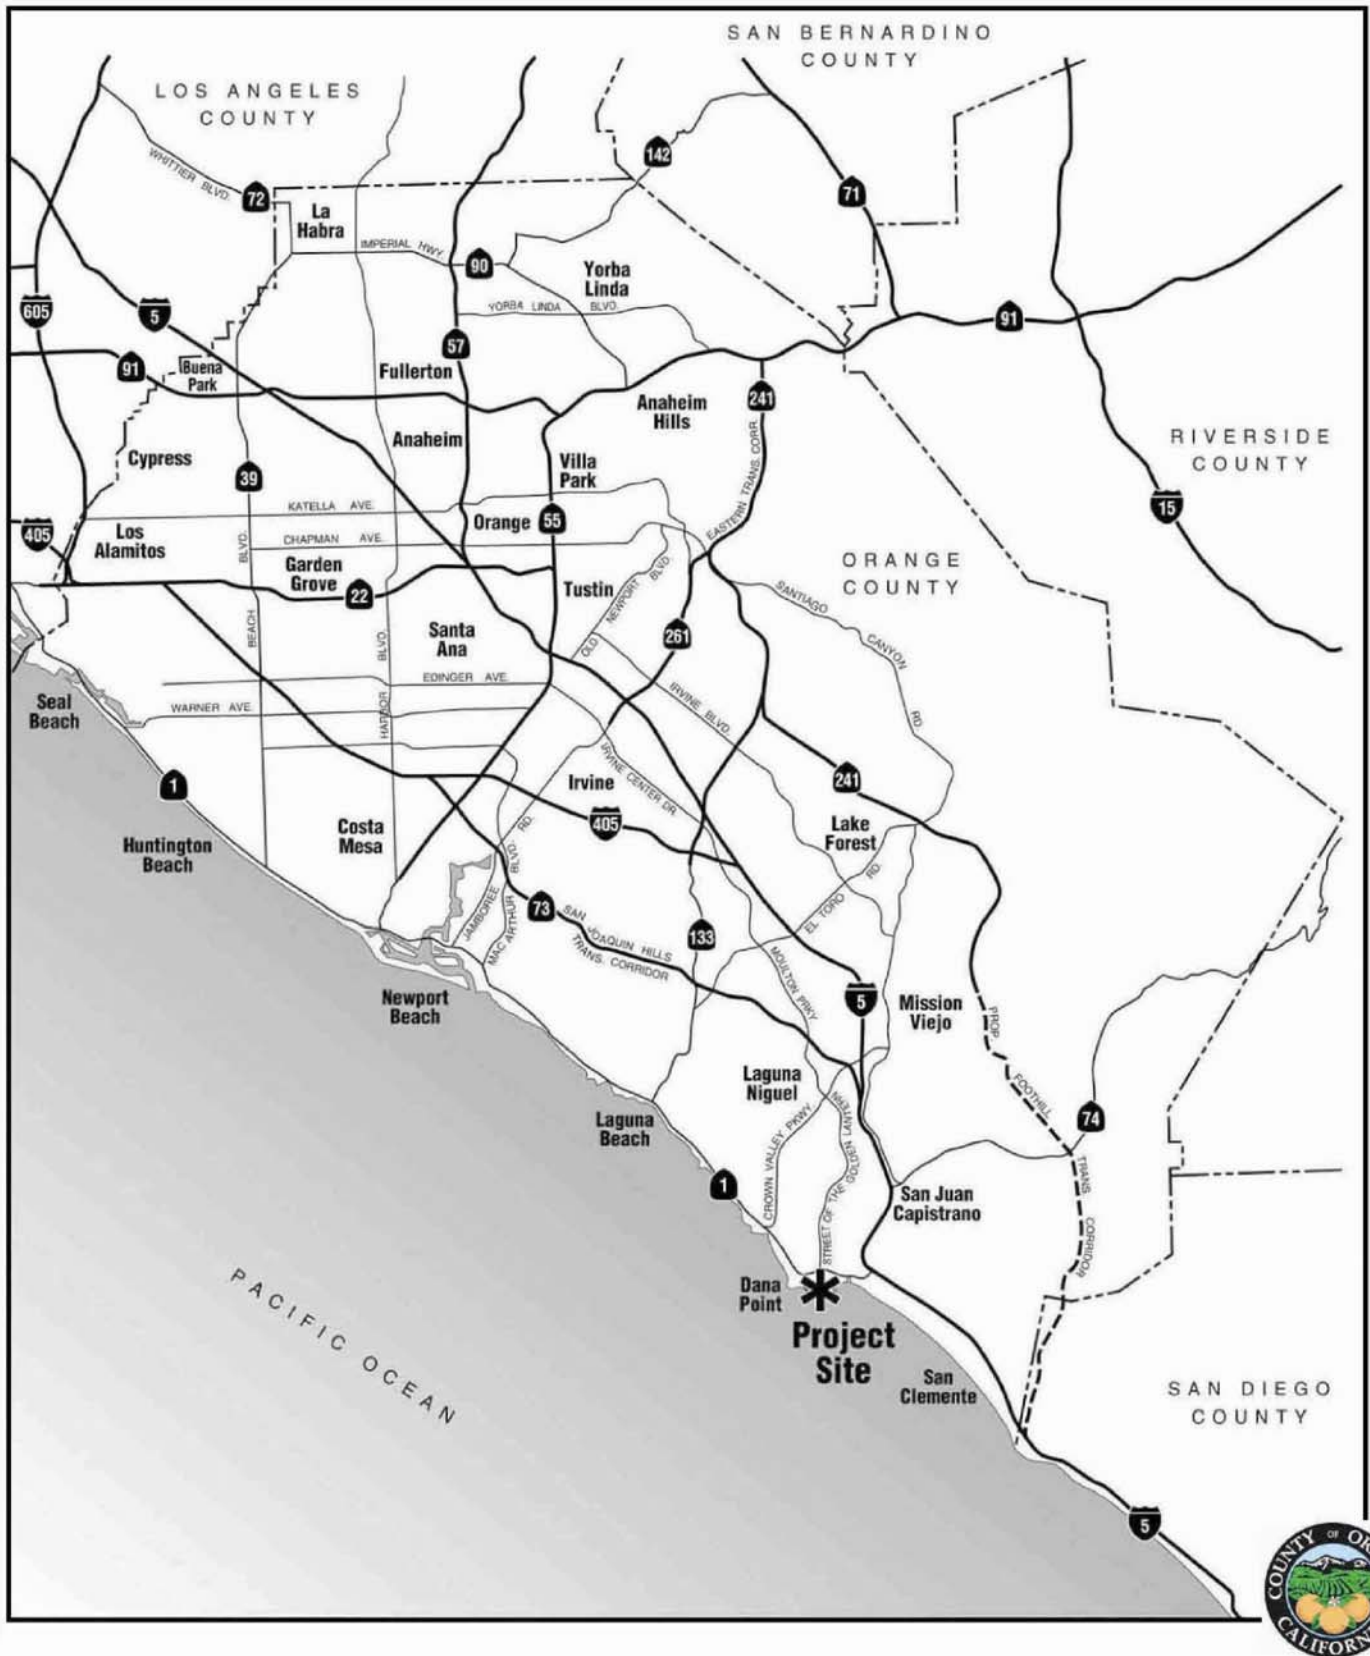 SAN BERNARDINO
COUNTY
LOS ANGELES
COUNTY
WHITTIER BLVD.
72
142
71
La
Habra
IMPERIAL HWY.
90
Yorba
Linda
YORBA LINDA BLVD.
605
5
91
57
91
Buena
Park
Fullerton
241
Anaheim
Hills
Anaheim
Cypress
39
Villa
Park
EASTERN TRANS. CORR.
RIVERSIDE
COUNTY
15
KATELLA AVE.
405
Los
Alamitos
Orange
55
CHAPMAN AVE.
BEACH BLVD.
Garden
Grove
22
Tustin
OLD NEWPORT BLVD.
ORANGE
COUNTY
SANTIAGO CANYON RD.
261
Santa
Ana
HARBOR BLVD.
EDINGER AVE.
WARNER AVE.
IRVINE BLVD.
Seal
Beach
1
Irvine
IRVINE CENTER DR.
241
405
Costa
Mesa
Huntington
Beach
Lake
Forest
EL TORO RD.
JAMBOREE RD.
MAC ARTHUR BLVD.
73
SAN JOAQUIN HILLS
TRANS. CORRIDOR
133
MOULTON PRKY.
5
Newport
Beach
Mission
Viejo
PROP. FOOTHILL TRANS CORRIDOR
Laguna
Niguel
74
Laguna
Beach
CROWN VALLEY PKWY.
STREET OF THE GOLDEN LANTERN
1
San Juan
Capistrano
Dana
Point
Project
Site
San
Clemente
PACIFIC OCEAN
SAN DIEGO
COUNTY
5
COUNTY OF OR
CALIFORN